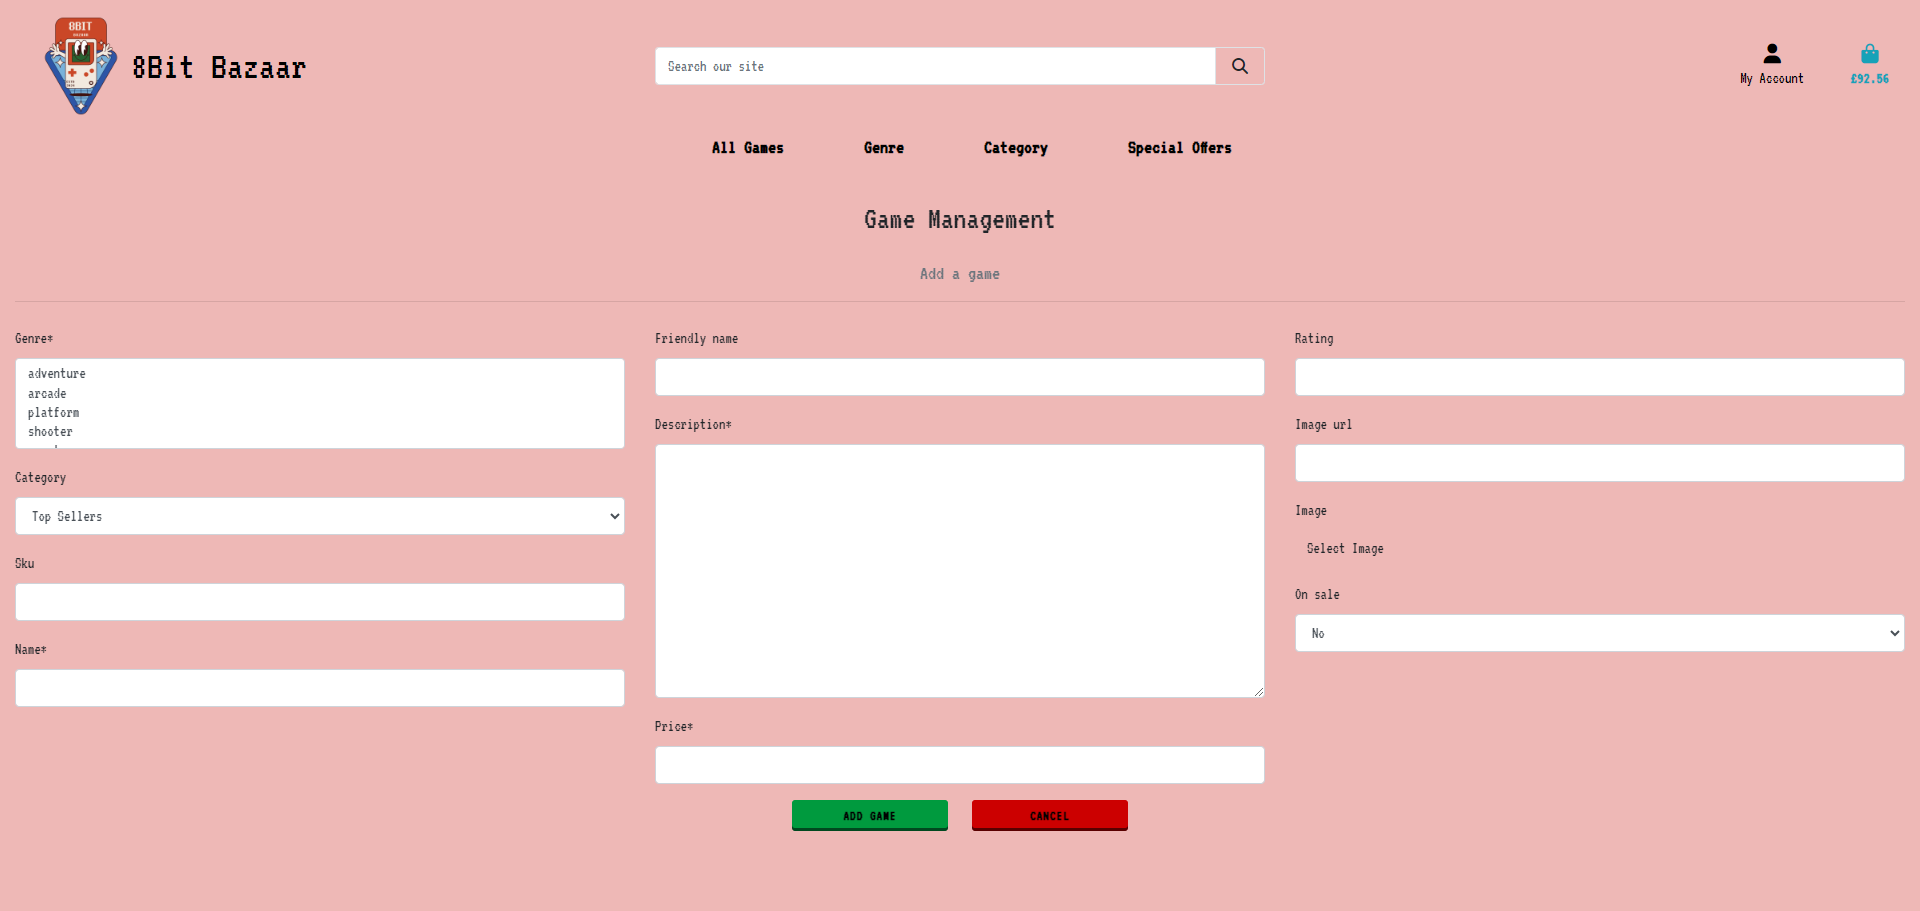 8BIT
8Bit Bazaar
Search our site
My Account
£92.56
All Games
Genre
Category
Special Offers
Game Management
Add a game
Genre*
adventure
arcade
platform
shooter
Category
Top Sellers
Sku
Name*
Friendly name
Description*
Price*
Rating
Image url
Image
Select Image
On sale
No
ADD GAME
CANCEL